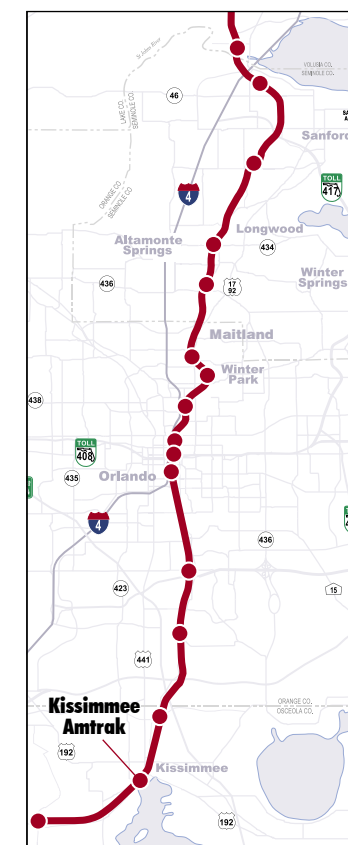 St Johns River
VOLUSIA CO.
SEMINOLE CO.
46
LAKE CO.
SEMINOLE CO.
Sanford
TOLL
417
ORANGE CO.
SEMINOLE CO.
4
Longwood
Altamonte
Springs
434
436
17
92
Winter
Springs
Maitland
Winter
Park
438
TOLL
408
435
Orlando
4
436
423
15
441
ORANGE CO.
OSCEOLA CO.
Kissimmee
Amtrak
192
Kissimmee
192